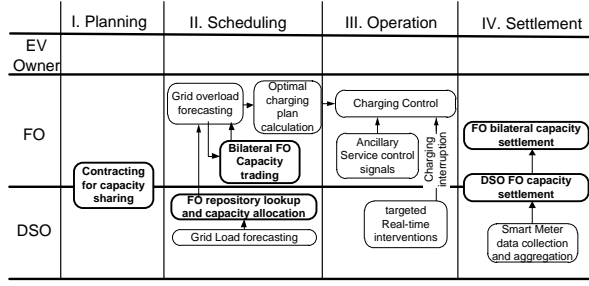 I. Planning
II. Scheduling
III. Operation
IV. Settlement
EV
Owner
FO
DSO
Contracting
for capacity
sharing
Grid overload
forecasting
Optimal
charging
plan
calculation
Bilateral FO
Capacity
trading
FO repository lookup
and capacity allocation
Grid Load forecasting
Charging Control
Ancillary
Service control
signals
Charging
interruption
targeted
Real-time
interventions
FO bilateral capacity
settlement
DSO FO capacity
settlement
Smart Meter
data collection
and aggregation